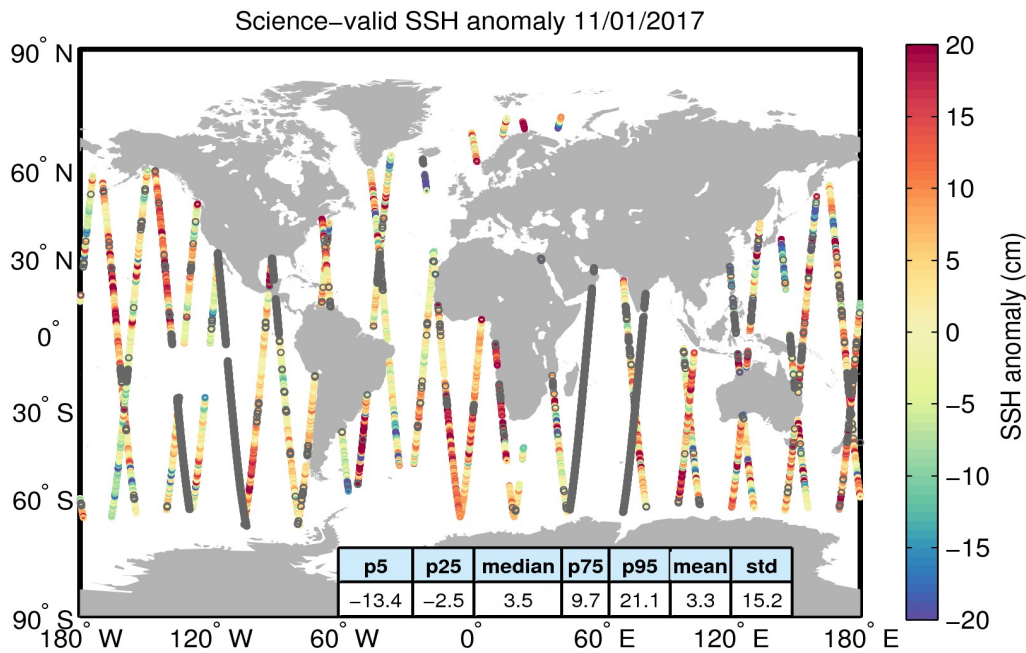 Science−valid SSH anomaly 11/01/2017
90° N
60° N
30° N
0°
30° S
60° S
90° S
180° W
120° W
60° W
0°
60° E
120° E
180° E
p5 p25 median p75 p95 mean std
−13.4 −2.5 3.5 9.7 21.1 3.3 15.2
20
15
10
5
0
−5
−10
−15
−20
SSH anomaly (cm)